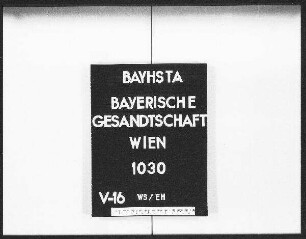 BAYHSTA
BAYERISCHE
GESANDTSCHAFT
WIEN
1030
V-16 WS/EH